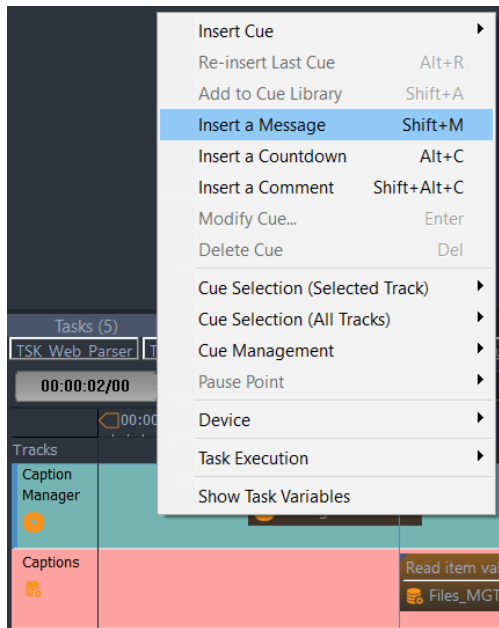 Insert Cue
Re-insert Last Cue Alt+R
Add to Cue Library Shift+A
Insert a Message Shift+M
Insert a Countdown Alt+C
Insert a Comment Shift+Alt+C
Modify Cue... Enter
Delete Cue Del
Cue Selection (Selected Track)
Cue Selection (All Tracks)
Cue Management
Pause Point
Device
Task Execution
Show Task Variables
Tasks (5)
TSK Web Parser
00:00:02/00
Tracks
Caption
Manager
Captions
Read item
Files_MGT